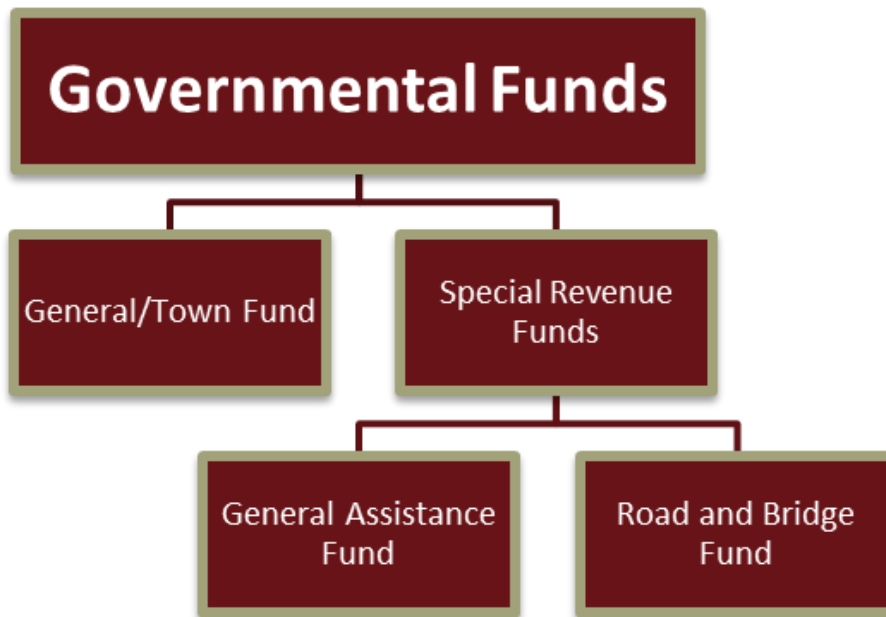 Governmental Funds
General/Town Fund
Special Revenue
Funds
General Assistance
Fund
Road and Bridge
Fund